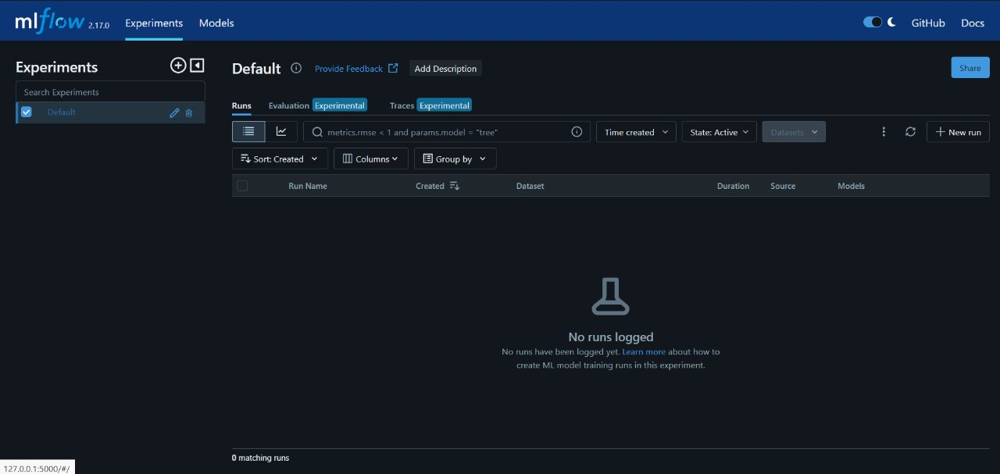 mlflow 2.17.0 Experiments Models GitHub Docs
Experiments
Search Experiments
Default
Default Provide Feedback Add Description Share
Runs Evaluation Experimental Traces Experimental
metrics.rmse < 1 and params.model = "tree" Time created State: Active Datasets New run
Sort: Created Columns Group by
Run Name Created Dataset Duration Source Models
No runs logged
No runs have been logged yet. Learn more about how to
create ML model training runs in this experiment.
0 matching runs
127.0.0.1:5000/#/